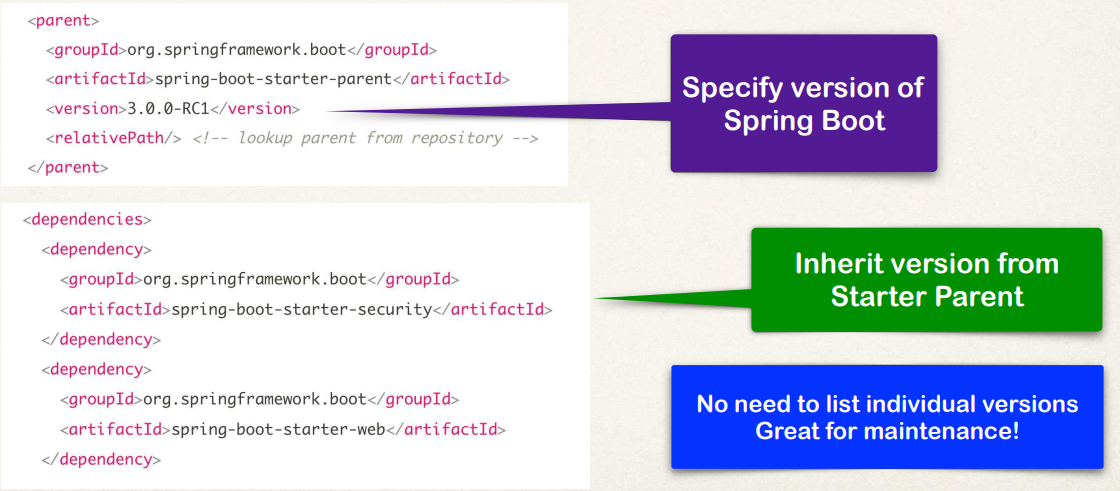 <parent>
<groupId>org.springframework.boot</groupId>
<artifactId>spring-boot-starter-parent</artifactId>
<version>3.0.0-RC1</version>
<relativePath/> <!-- lookup parent from repository -->
</parent>
Specify version of
Spring Boot
<dependencies>
<dependency>
<groupId>org.springframework.boot</groupId>
<artifactId>spring-boot-starter-security</artifactId>
</dependency>
<dependency>
<groupId>org.springframework.boot</groupId>
<artifactId>spring-boot-starter-web</artifactId>
</dependency>
Inherit version from
Starter Parent
No need to list individual versions
Great for maintenance!